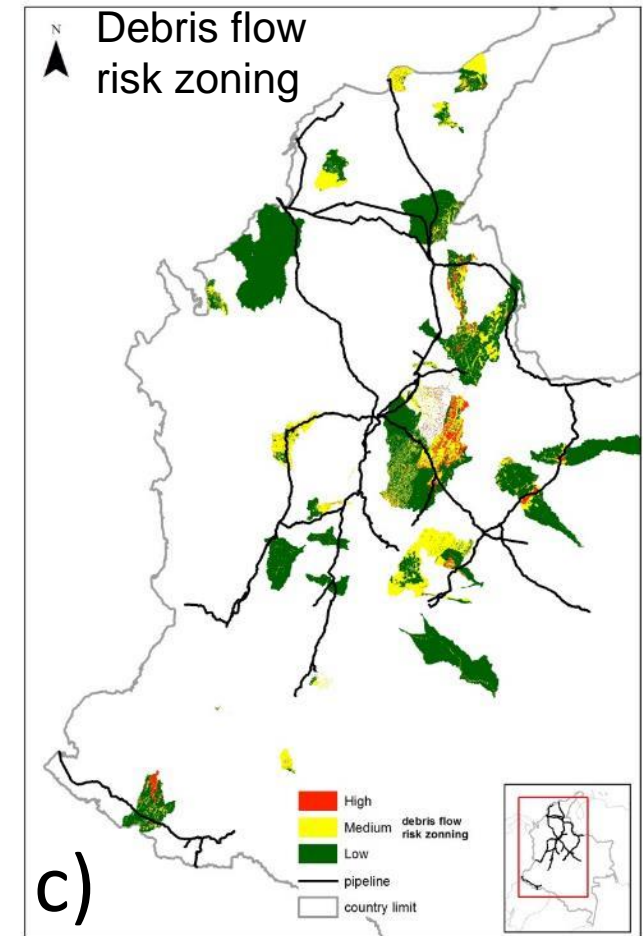 N
Debris flow
risk zoning
High
Medium
debris flow
risk zonning
Low
pipeline
country limit
c)